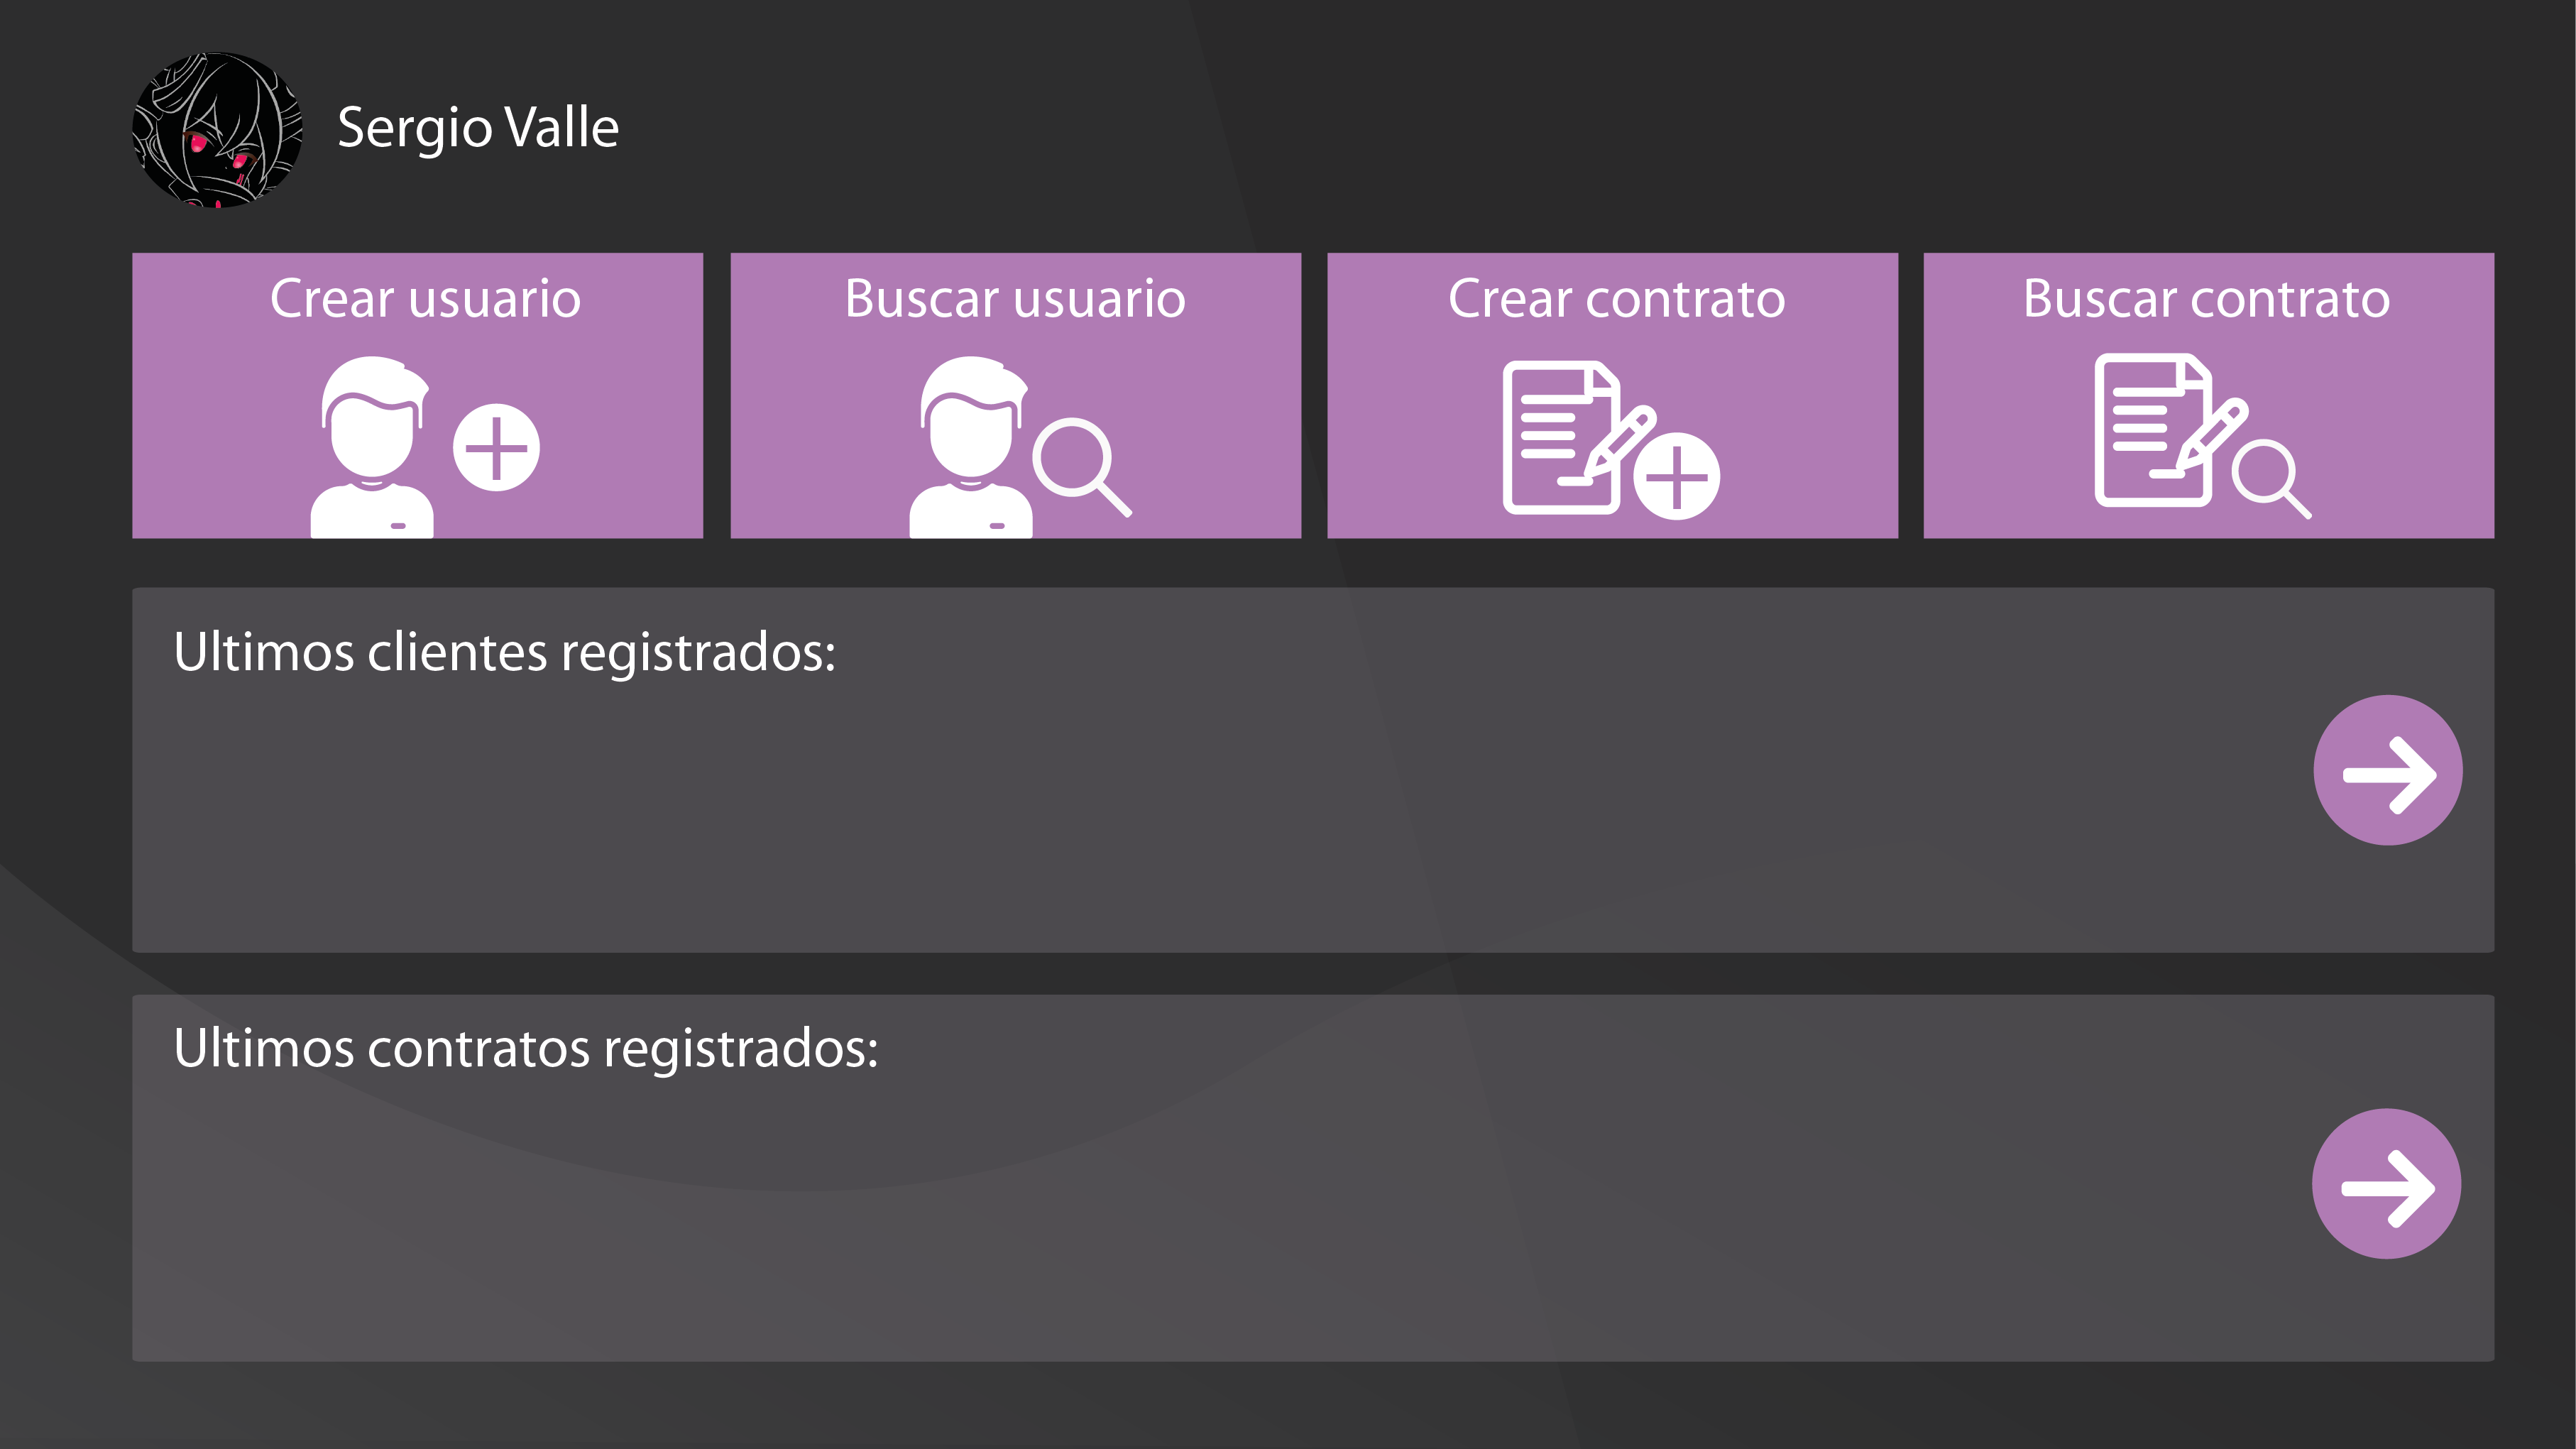 Sergio Valle
Crear usuario
Buscar usuario
Crear contrato
Buscar contrato
Ultimos clientes registrados:
Ultimos contratos registrados: